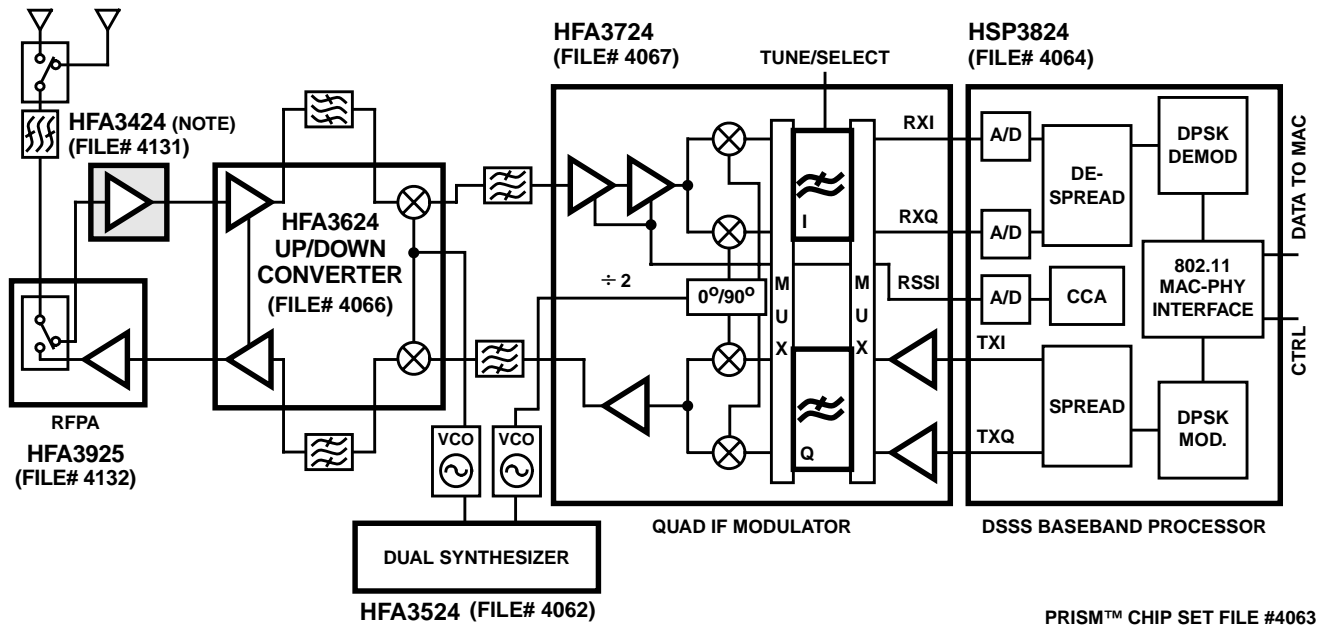 HFA3424 (NOTE)
(FILE# 4131)
HFA3624
UP/DOWN
CONVERTER
(FILE# 4066)
RFPA
HFA3925
(FILE# 4132)
VCO
VCO
DUAL SYNTHESIZER
HFA3524 (FILE# 4062)
HFA3724
(FILE# 4067)
TUNE/SELECT
÷ 2
0°/90°
M
U
X
I
Q
M
U
X
RXI
RXQ
RSSI
TXI
TXQ
QUAD IF MODULATOR
HSP3824
(FILE# 4064)
A/D
A/D
A/D
DE-
SPREAD
CCA
DPSK
DEMOD
802.11
MAC-PHY
INTERFACE
SPREAD
DPSK
MOD.
DATA TO MAC
CTRL
DSSS BASEBAND PROCESSOR
PRISM™ CHIP SET FILE #4063